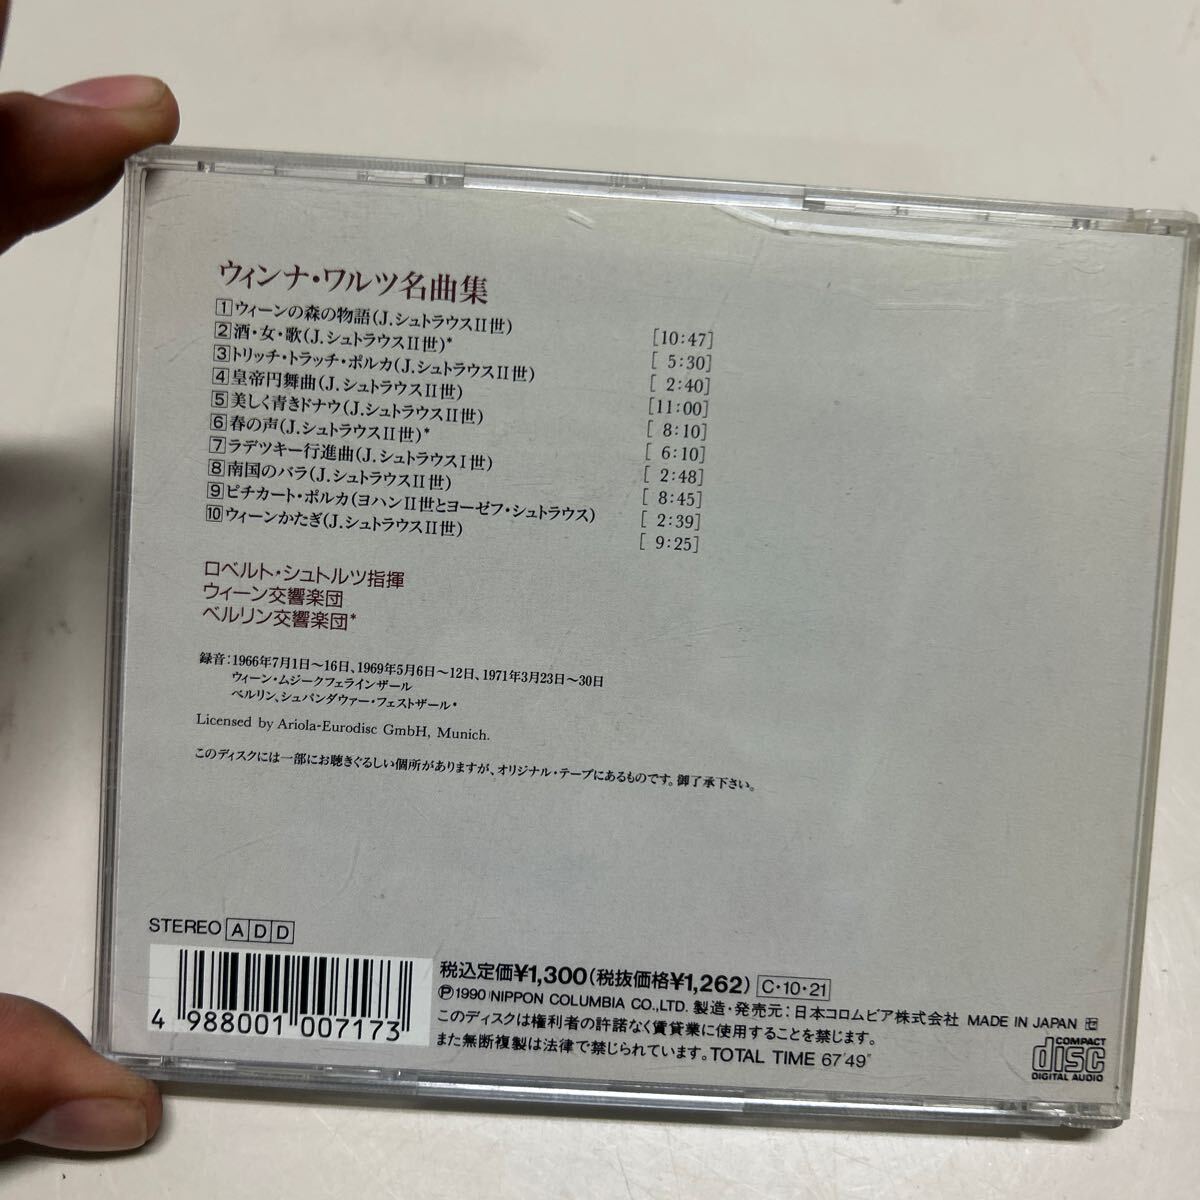 ウィンナ・ワルツ名曲集
1 ウィーンの森の物語(J.シュトラウスII世) [10:47]
2 酒・女・歌(J.シュトラウスII世)* [ 5:30]
3 トリッチ・トラッチ・ポルカ(J.シュトラウスII世) [ 2:40]
4 皇帝円舞曲(J.シュトラウスII世) [11:00]
5 美しく青きドナウ(J.シュトラウスII世) [ 8:10]
6 春の声(J.シュトラウスII世)* [ 6:10]
7 ラデツキー行進曲(J.シュトラウスI世) [ 2:48]
8 南国のバラ(J.シュトラウスII世) [ 8:45]
9 ピチカート・ポルカ(ヨハンII世とヨーゼフ・シュトラウス) [ 2:39]
10 ウィーンかたぎ(J.シュトラウスII世) [ 9:25]
ロベルト・シュトルツ指揮
ウィーン交響楽団
ベルリン交響楽団*
録音：1966年7月1日～16日、1969年5月6日～12日、1971年3月23日～30日
ウィーン・ムジークフェラインザール
ベルリン、シュパンダウァー・フェストザール*
Licensed by Ariola-Eurodisc GmbH, Munich.
このディスクには一部にお聴きぐるしい個所がありますが、オリジナル・テープにあるものです。御了承下さい。
STEREO ADD
4 988001 007173
税込定価¥1,300(税抜価格¥1,262) C・10・21
Ⓟ1990 NIPPON COLUMBIA CO.,LTD. 製造・発売元：日本コロムビア株式会社 MADE IN JAPAN
このディスクは権利者の許諾なく賃貸業に使用することを禁じます。
また無断複製は法律で禁じられています。TOTAL TIME 67'49"
COMPACT
disc
DIGITAL AUDIO